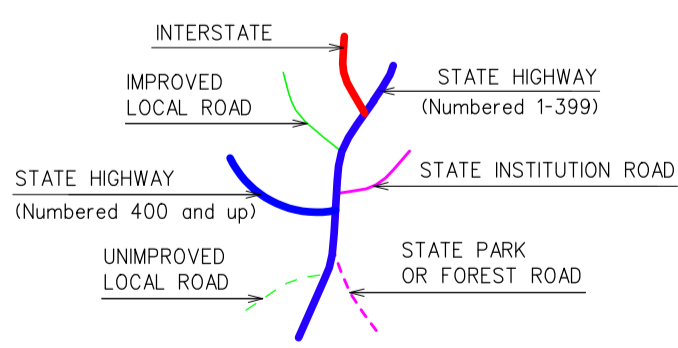 INTERSTATE
IMPROVED
LOCAL ROAD
STATE HIGHWAY
(Numbered 1-399)
STATE HIGHWAY
(Numbered 400 and up)
STATE INSTITUTION ROAD
UNIMPROVED
LOCAL ROAD
STATE PARK
OR FOREST ROAD